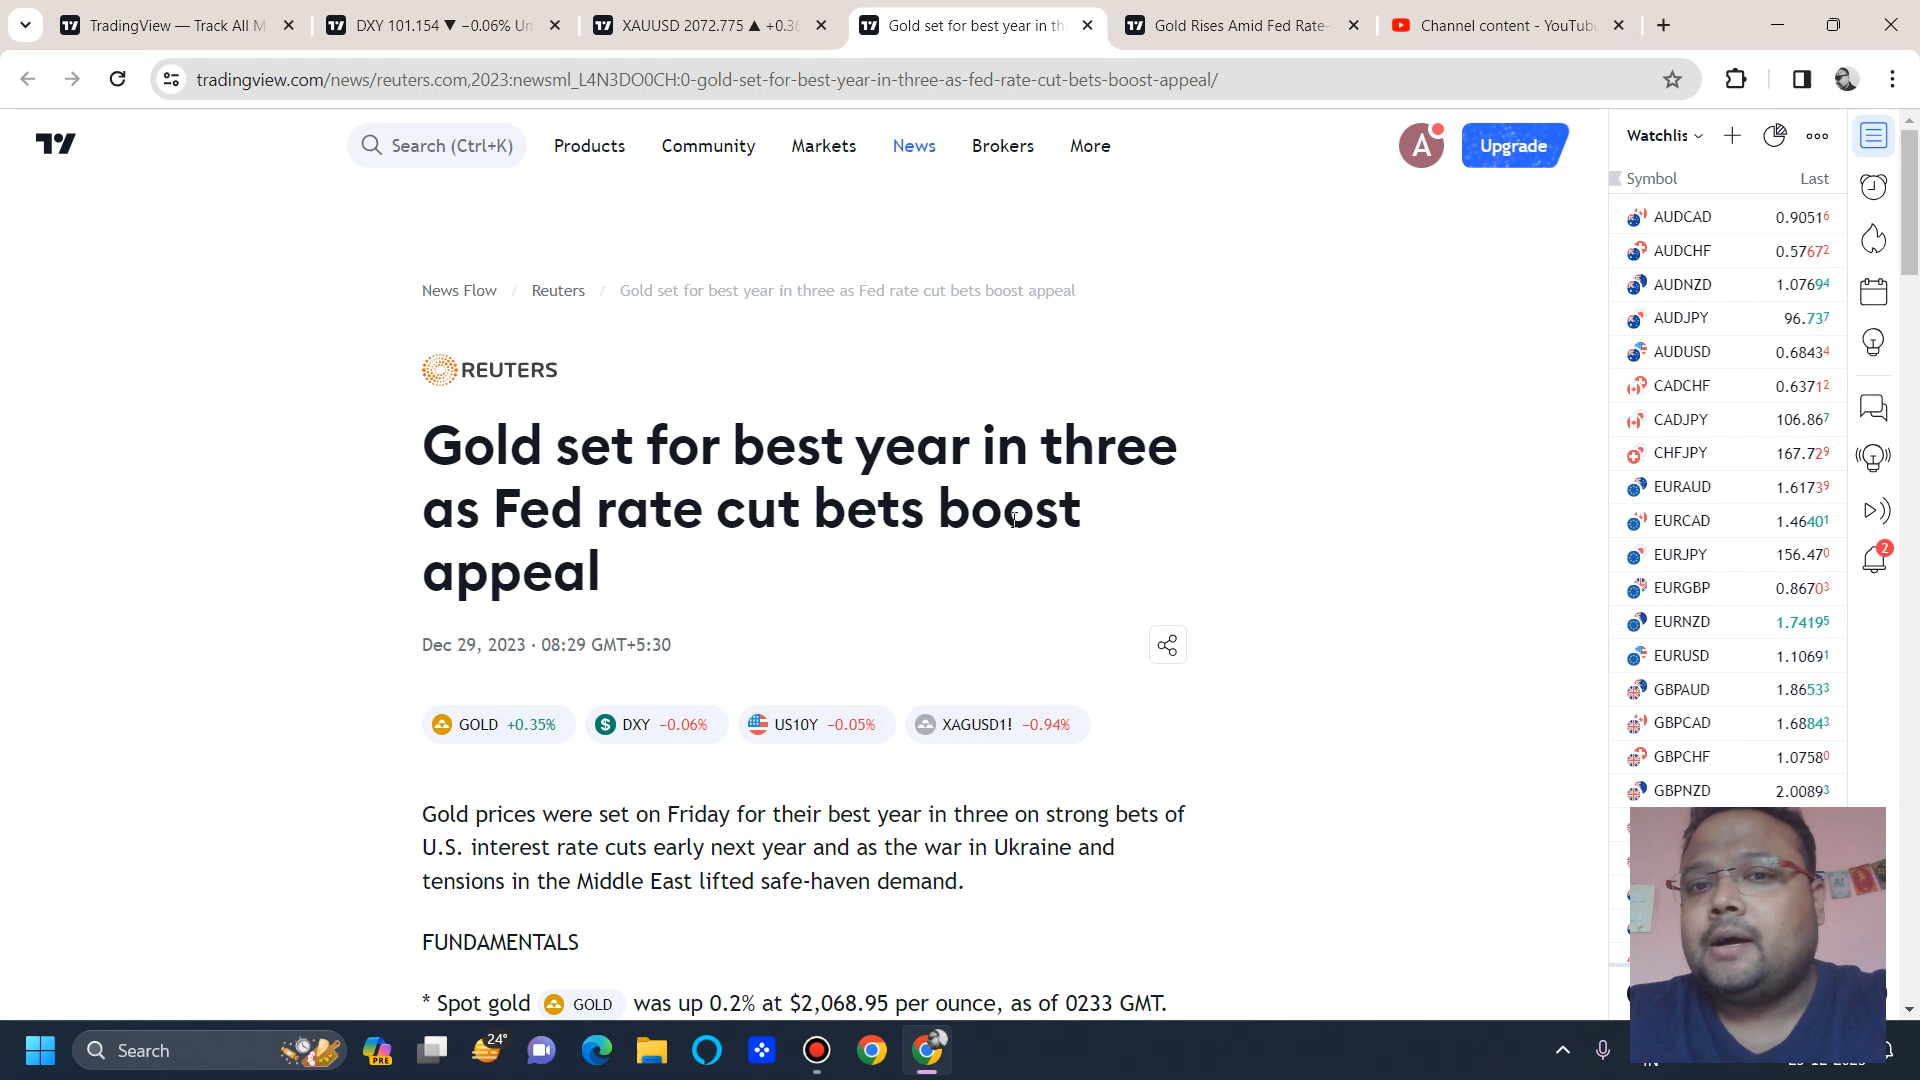 TradingView — Track All M
DXY 101.154 ▼ −0.06% Un
XAUUSD 2072.775 ▲ +0.36
Gold set for best year in th
Gold Rises Amid Fed Rate-
Channel content - YouTube
tradingview.com/news/reuters.com,2023:newsml_L4N3DO0CH:0-gold-set-for-best-year-in-three-as-fed-rate-cut-bets-boost-appeal/
Search (Ctrl+K)
Products
Community
Markets
News
Brokers
More
A
Upgrade
News Flow / Reuters / Gold set for best year in three as Fed rate cut bets boost appeal
REUTERS
Gold set for best year in three
as Fed rate cut bets boost
appeal
Dec 29, 2023 · 08:29 GMT+5:30
GOLD +0.35%
DXY −0.06%
US10Y −0.05%
XAGUSD1! −0.94%
Gold prices were set on Friday for their best year in three on strong bets of
U.S. interest rate cuts early next year and as the war in Ukraine and
tensions in the Middle East lifted safe-haven demand.
FUNDAMENTALS
* Spot gold GOLD was up 0.2% at $2,068.95 per ounce, as of 0233 GMT.
Watchlis
Symbol Last
AUDCAD 0.90516
AUDCHF 0.57672
AUDNZD 1.07694
AUDJPY 96.737
AUDUSD 0.68434
CADCHF 0.63712
CADJPY 106.867
CHFJPY 167.729
EURAUD 1.61739
EURCAD 1.46401
EURJPY 156.470
EURGBP 0.86703
EURNZD 1.74195
EURUSD 1.10691
GBPAUD 1.86533
GBPCAD 1.68843
GBPCHF 1.07580
GBPNZD 2.00893
2
Search
PRE
24°